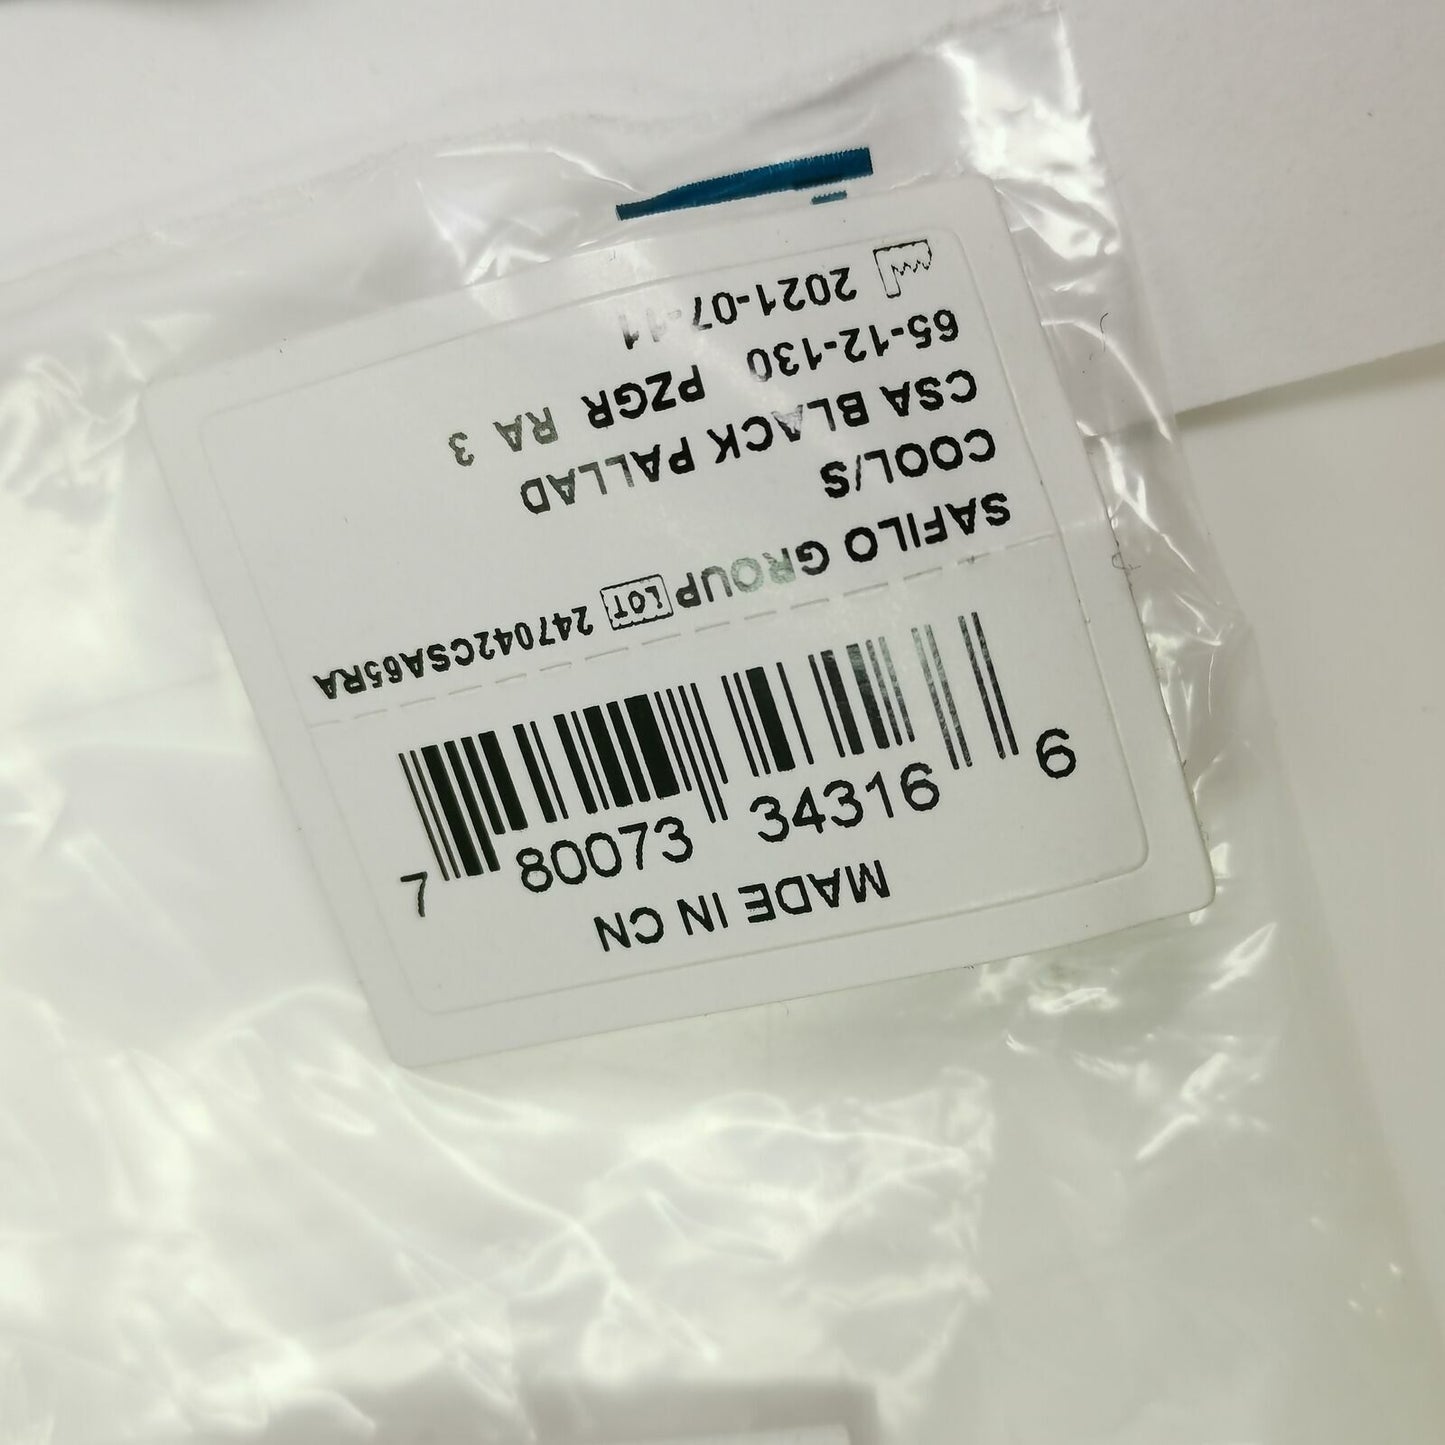 MADE IN CN
7 80073 34316 6
SAFILO GROUP LOT 247042CSA65RA
COOL/S
CSA BLACK PALLAD
65-12-130 PZGR RA 3
2021-07-11